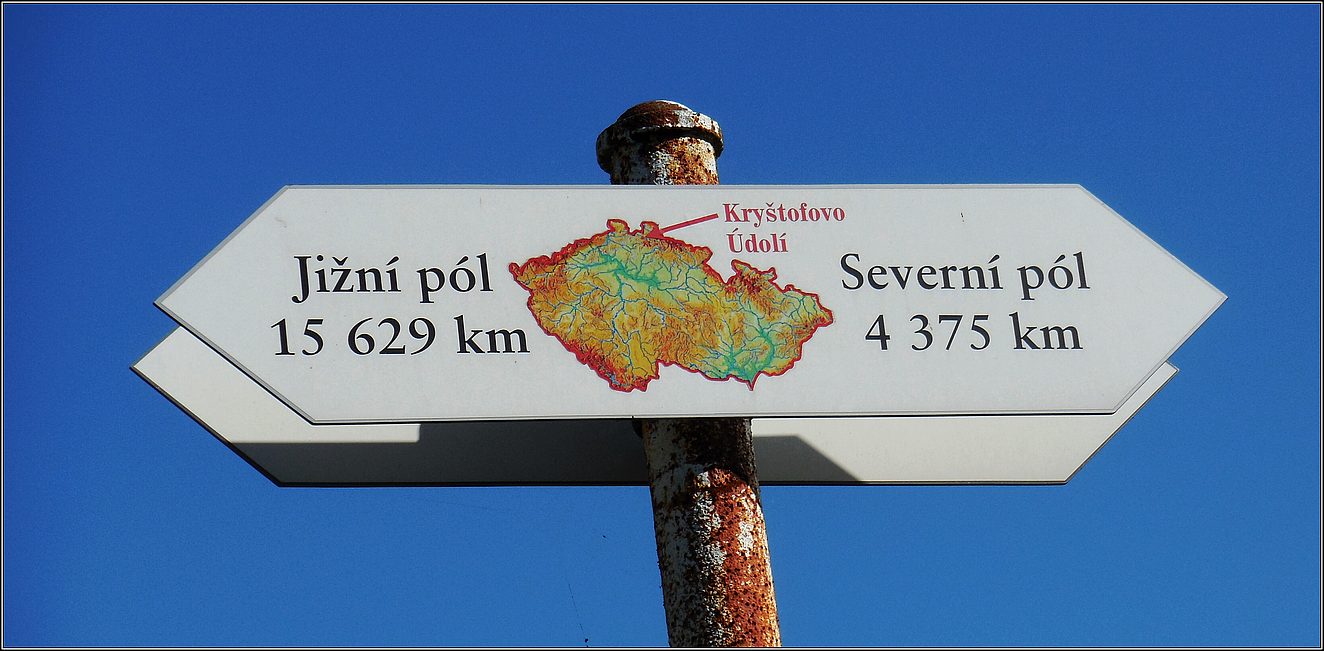 Kryštofovo
Údolí
Jižní pól
15 629 km
Severní pól
4 375 km